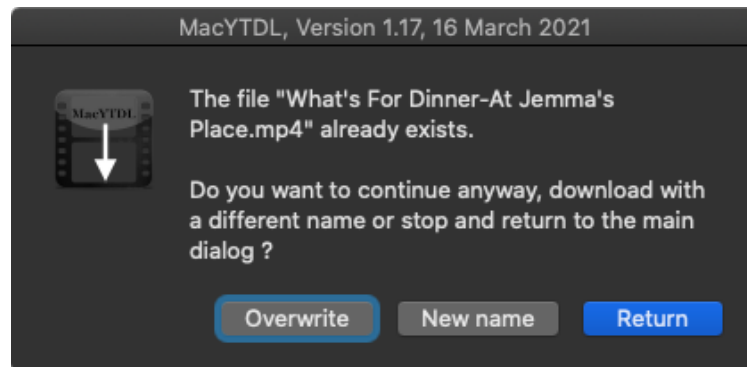 MacYTDL, Version 1.17, 16 March 2021
MacYTDL
The file "What's For Dinner-At Jemma's
Place.mp4" already exists.
Do you want to continue anyway, download with
a different name or stop and return to the main
dialog ?
Overwrite New name Return